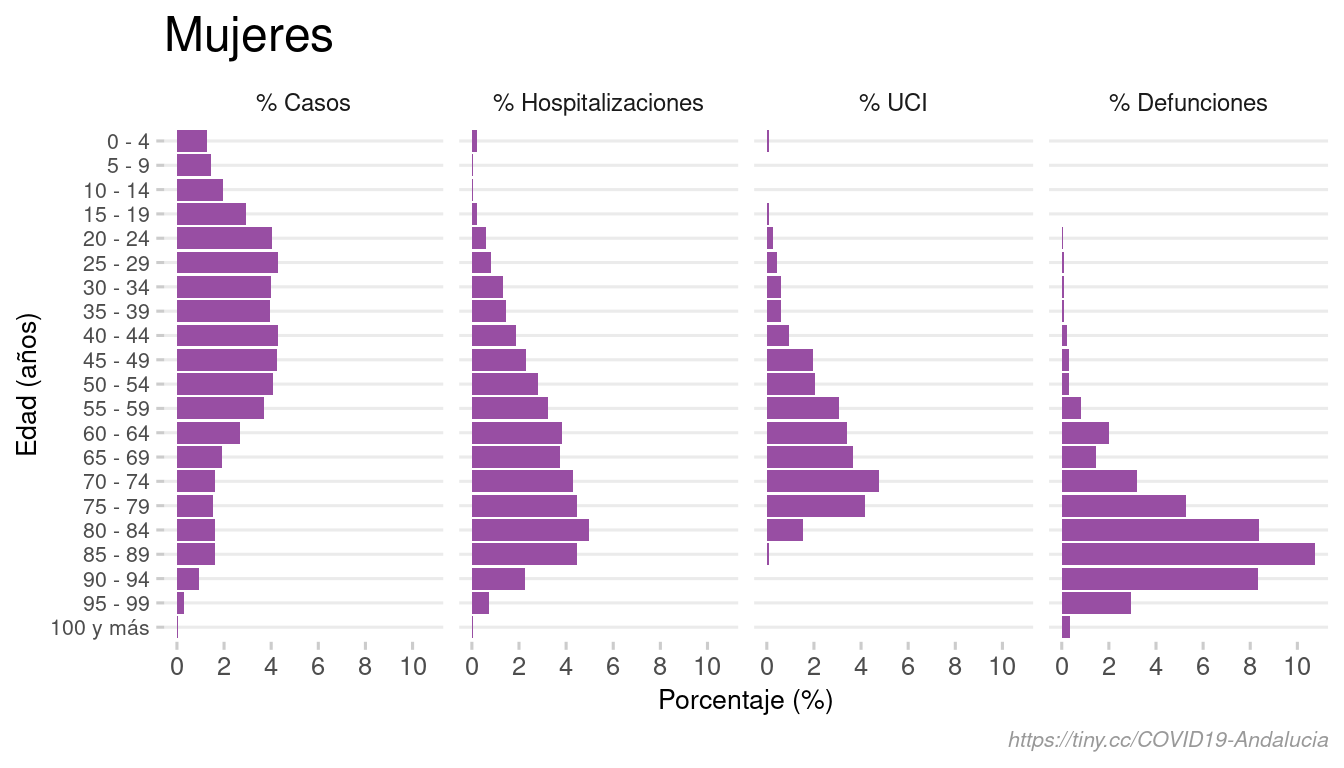 Mujeres
% Casos
% Hospitalizaciones
% UCI
% Defunciones
Edad (años)
0 - 4
5 - 9
10 - 14
15 - 19
20 - 24
25 - 29
30 - 34
35 - 39
40 - 44
45 - 49
50 - 54
55 - 59
60 - 64
65 - 69
70 - 74
75 - 79
80 - 84
85 - 89
90 - 94
95 - 99
100 y más
0 2 4 6 8 10
0 2 4 6 8 10
0 2 4 6 8 10
0 2 4 6 8 10
Porcentaje (%)
https://tiny.cc/COVID19-Andalucia